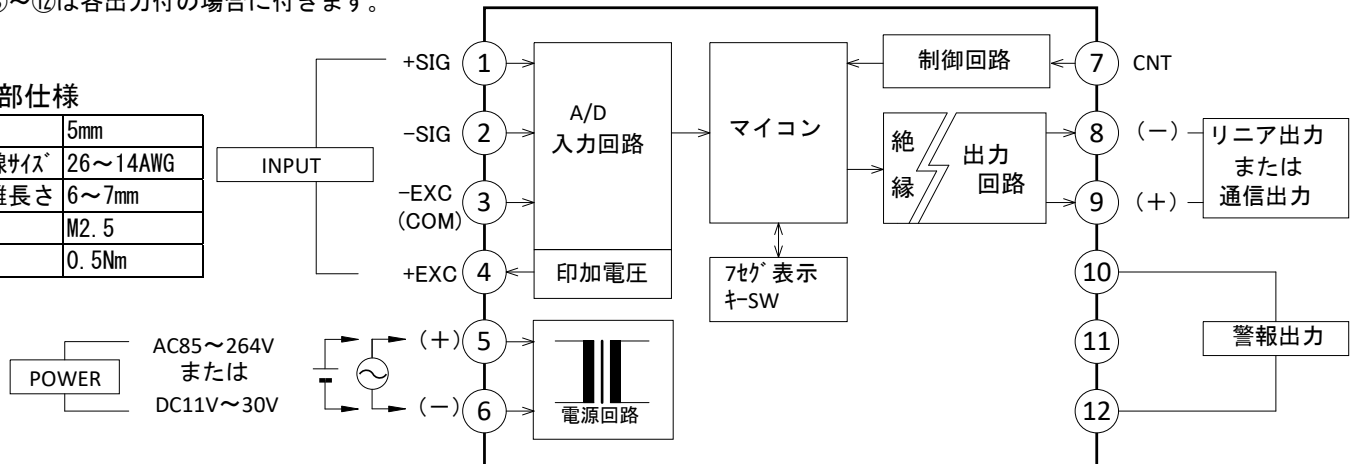 ～⑫は各出力付の場合に付きます。
部仕様
5mm
線ｻｲｽﾞ 26～14AWG
長さ 6～7mm
M2.5
0.5Nm
INPUT
+SIG 1
-SIG 2
-EXC 3
(COM)
+EXC 4
A/D
入力回路
印加電圧
マイコン
7ｾｸﾞ表示
ｷｰSW
制御回路
7 CNT
絶縁
出力
回路
8 (－)
9 (＋)
リニア出力
または
通信出力
10
11
12
警報出力
POWER
AC85～264V
または
DC11V～30V
(＋) 5
(－) 6
電源回路